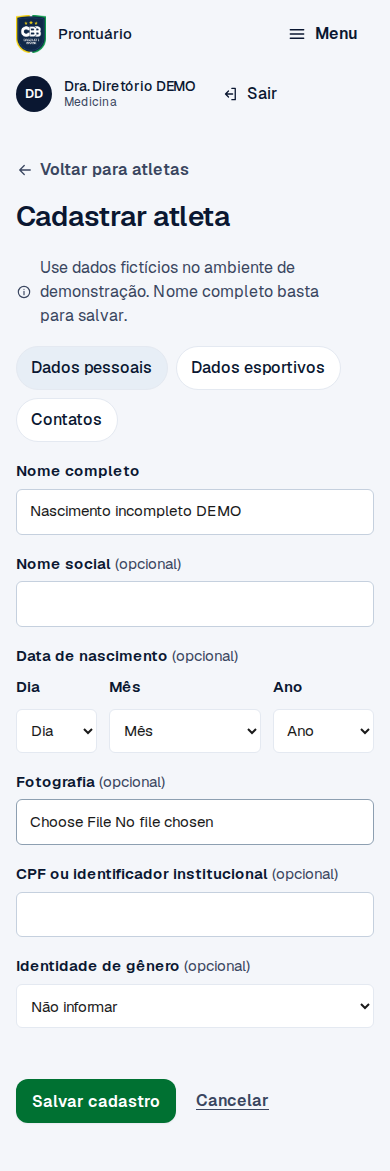 CBB
Prontuário
Menu
DD
Dra. Diretório DEMO
Medicina
Sair
Voltar para atletas
Cadastrar atleta
Use dados fictícios no ambiente de
demonstração. Nome completo basta
para salvar.
Dados pessoais
Dados esportivos
Contatos
Nome completo
Nascimento incompleto DEMO
Nome social (opcional)
Data de nascimento (opcional)
Dia
Mês
Ano
Dia
Mês
Ano
Fotografia (opcional)
Choose File No file chosen
CPF ou identificador institucional (opcional)
Identidade de gênero (opcional)
Não informar
Salvar cadastro
Cancelar